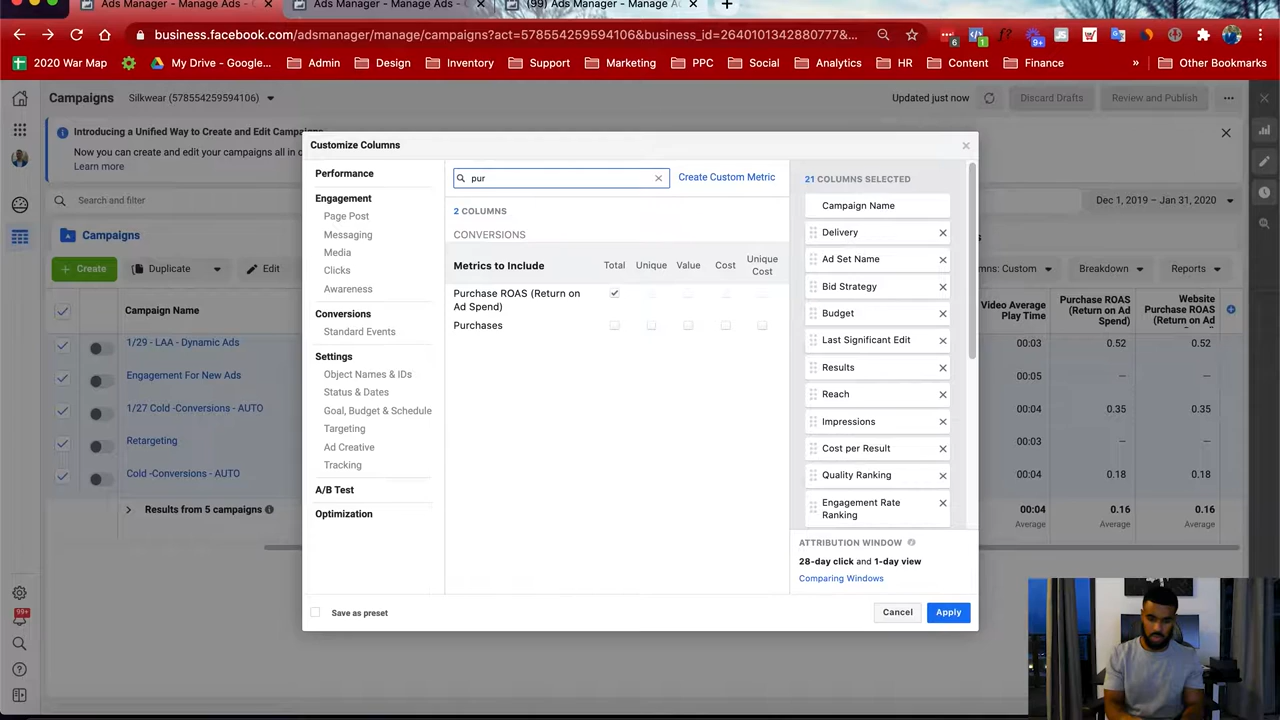 Ads Manager - Manage Ads -
Ads Manager - Manage Ads -
(99) Ads Manager - Manage Ads
business.facebook.com/adsmanager/manage/campaigns?act=578554259594106&business_id=2640101342880777&...
6
1
9+
2020 War Map
My Drive - Google...
Admin
Design
Inventory
Support
Marketing
PPC
Social
Analytics
HR
Content
Finance
»
Other Bookmarks
Campaigns
Silkwear (578554259594106)
Updated just now
Discard Drafts
Review and Publish
Introducing a Unified Way to Create and Edit Campaigns
Now you can create and edit your campaigns all in
Learn more
Search and filter
Dec 1, 2019 – Jan 31, 2020
Campaigns
+ Create
Duplicate
Edit
mns: Custom
Breakdown
Reports
Campaign Name
Video Average
Play Time
Purchase ROAS
(Return on Ad
Spend)
Website
Purchase ROAS
(Return on Ad
1/29 - LAA - Dynamic Ads
00:03
0.52
0.52
Engagement For New Ads
00:05
—
—
1/27 Cold -Conversions - AUTO
00:04
0.35
0.35
Retargeting
00:03
—
—
Cold -Conversions - AUTO
00:04
0.18
0.18
Results from 5 campaigns
00:04
Average
0.16
Average
0.16
Average
99+
Customize Columns
Performance
Engagement
Page Post
Messaging
Media
Clicks
Awareness
Conversions
Standard Events
Settings
Object Names & IDs
Status & Dates
Goal, Budget & Schedule
Targeting
Ad Creative
Tracking
A/B Test
Optimization
pur
Create Custom Metric
2 COLUMNS
CONVERSIONS
Metrics to Include
Total
Unique
Value
Cost
Unique
Cost
Purchase ROAS (Return on
Ad Spend)
Purchases
21 COLUMNS SELECTED
Campaign Name
Delivery
Ad Set Name
Bid Strategy
Budget
Last Significant Edit
Results
Reach
Impressions
Cost per Result
Quality Ranking
Engagement Rate
Ranking
ATTRIBUTION WINDOW
28-day click and 1-day view
Comparing Windows
Save as preset
Cancel
Apply